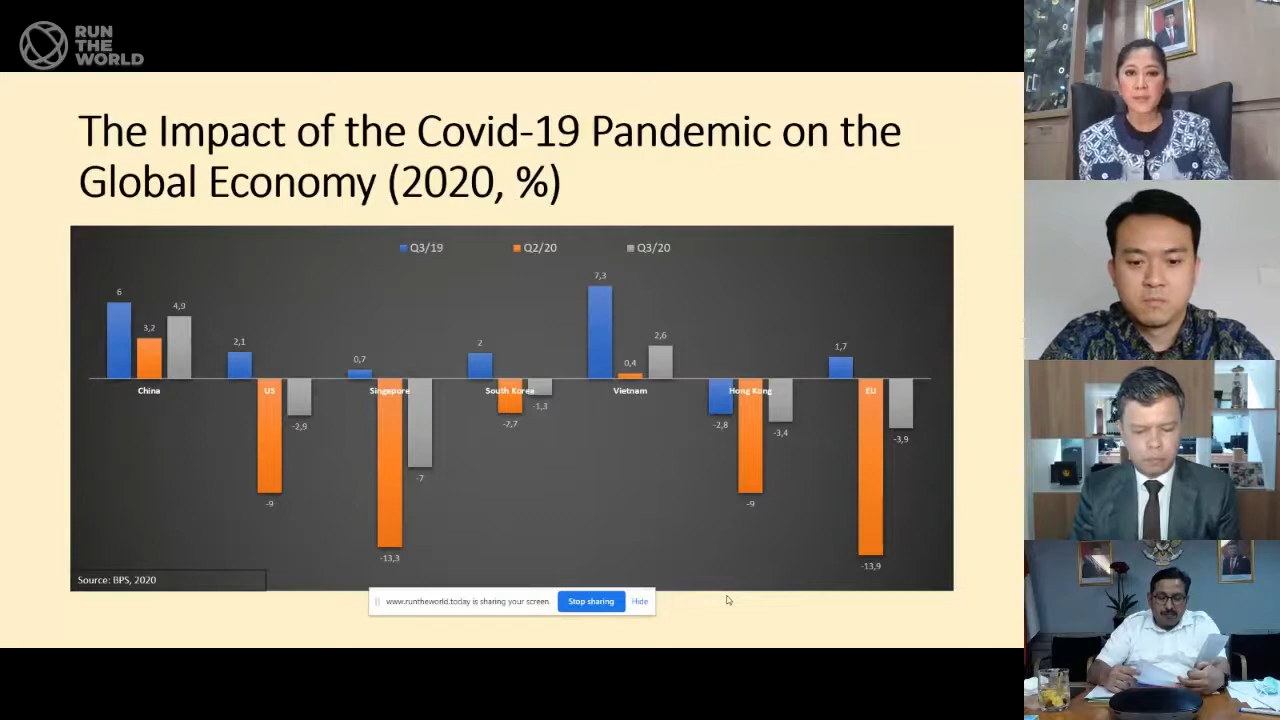 RUN
THE
WORLD
The Impact of the Covid-19 Pandemic on the
Global Economy (2020, %)
Q3/19 Q2/20 Q3/20
6 3,2 4,9
China
2,1 -9 -2,9
US
0,7 -13,3 -7
Singapore
2 -2,7 -1,3
South Korea
7,3 0,4 2,6
Vietnam
-2,8 -9 -3,4
Hong Kong
1,7 -13,9 -3,9
EU
Source: BPS, 2020
www.runtheworld.today is sharing your screen. Stop sharing Hide